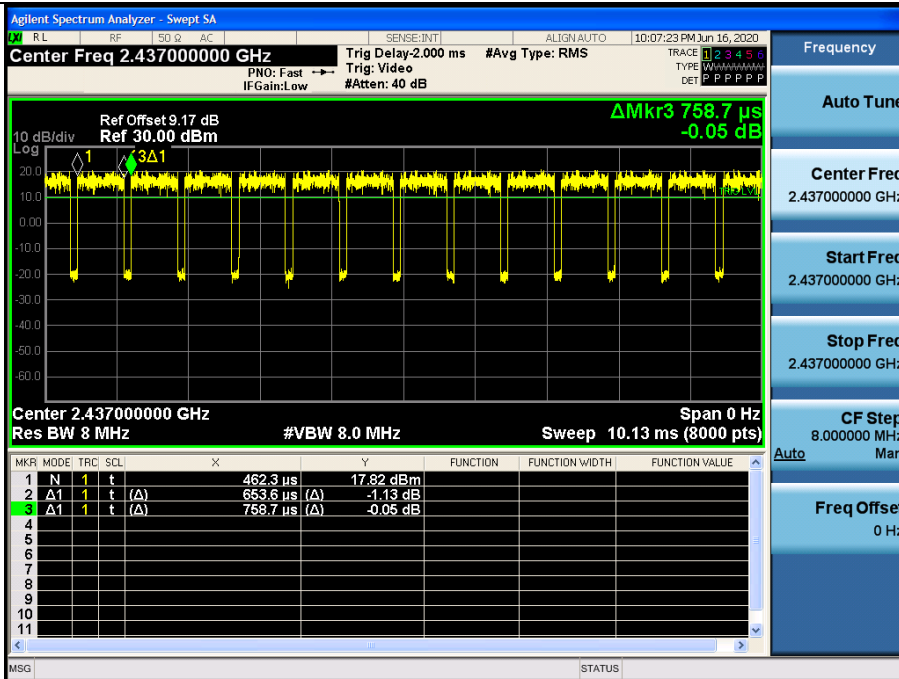 Agilent Spectrum Analyzer - Swept SA
LXI RL RF 50 Ω AC SENSE:INT ALIGN AUTO 10:07:23 PM Jun 16, 2020
Center Freq 2.437000000 GHz
PNO: Fast
IFGain:Low
Trig Delay-2.000 ms
Trig: Video
#Atten: 40 dB
#Avg Type: RMS
TRACE 1 2 3 4 5 6
TYPE WWWWWW
DET P P P P P P
Ref Offset 9.17 dB
Ref 30.00 dBm
ΔMkr3 758.7 µs
-0.05 dB
10 dB/div
Log
1
3Δ1
20.0
10.0
0.00
-10.0
-20.0
-30.0
-40.0
-50.0
-60.0
Center 2.437000000 GHz
Span 0 Hz
Res BW 8 MHz
#VBW 8.0 MHz
Sweep 10.13 ms (8000 pts)
MKR MODE TRC SCL X Y FUNCTION FUNCTION WIDTH FUNCTION VALUE
1 N 1 t 462.3 µs 17.82 dBm
2 Δ1 1 t (Δ) 653.6 µs (Δ) -1.13 dB
3 Δ1 1 t (Δ) 758.7 µs (Δ) -0.05 dB
4
5
6
7
8
9
10
11
MSG
STATUS
Frequency
Auto Tune
Center Freq
2.437000000 GHz
Start Freq
2.437000000 GHz
Stop Freq
2.437000000 GHz
CF Step
8.000000 MHz
Auto Man
Freq Offset
0 Hz